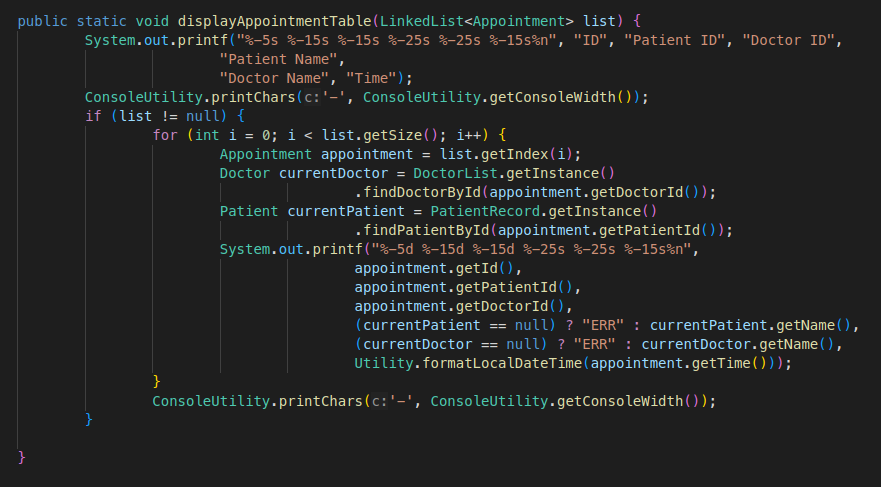 public static void displayAppointmentTable(LinkedList<Appointment> list) {
System.out.printf("%-5s %-15s %-15s %-25s %-25s %-15s%n", "ID", "Patient ID", "Doctor ID",
"Patient Name",
"Doctor Name", "Time");
ConsoleUtility.printChars(c:'-', ConsoleUtility.getConsoleWidth());
if (list != null) {
for (int i = 0; i < list.getSize(); i++) {
Appointment appointment = list.getIndex(i);
Doctor currentDoctor = DoctorList.getInstance()
.findDoctorById(appointment.getDoctorId());
Patient currentPatient = PatientRecord.getInstance()
.findPatientById(appointment.getPatientId());
System.out.printf("%-5d %-15d %-15d %-25s %-25s %-15s%n",
appointment.getId(),
appointment.getPatientId(),
appointment.getDoctorId(),
(currentPatient == null) ? "ERR" : currentPatient.getName(),
(currentDoctor == null) ? "ERR" : currentDoctor.getName(),
Utility.formatLocalDateTime(appointment.getTime()));
}
ConsoleUtility.printChars(c:'-', ConsoleUtility.getConsoleWidth());
}
}